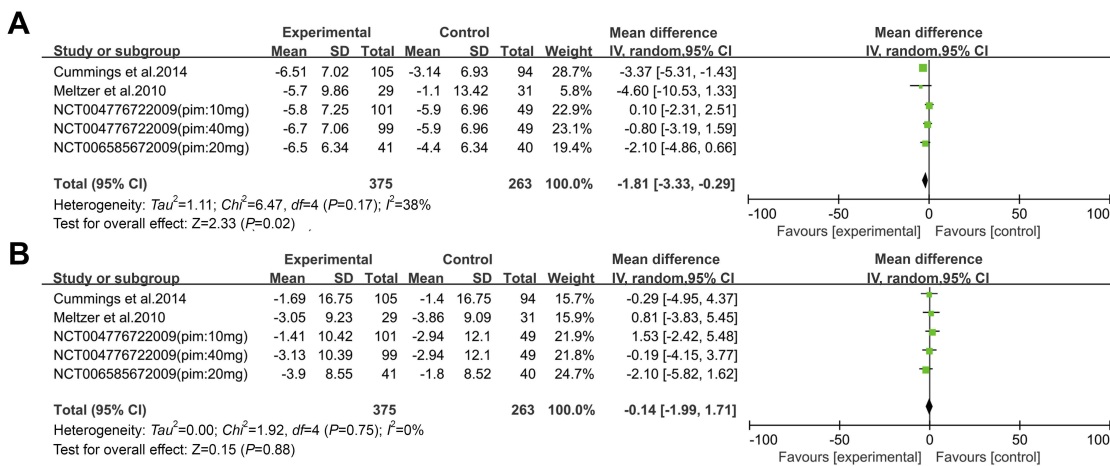 A
Experimental Control Mean difference Mean difference
Study or subgroup Mean SD Total Mean SD Total Weight IV, random,95% CI IV, random,95% CI
Cummings et al.2014 -6.51 7.02 105 -3.14 6.93 94 28.7% -3.37 [-5.31, -1.43]
Meltzer et al.2010 -5.7 9.86 29 -1.1 13.42 31 5.8% -4.60 [-10.53, 1.33]
NCT004776722009(pim:10mg) -5.8 7.25 101 -5.9 6.96 49 22.9% 0.10 [-2.31, 2.51]
NCT004776722009(pim:40mg) -6.7 7.06 99 -5.9 6.96 49 23.1% -0.80 [-3.19, 1.59]
NCT006585672009(pim:20mg) -6.5 6.34 41 -4.4 6.34 40 19.4% -2.10 [-4.86, 0.66]
Total (95% CI) 375 263 100.0% -1.81 [-3.33, -0.29]
Heterogeneity: Tau²=1.11; Chi²=6.47, df=4 (P=0.17); I²=38%
Test for overall effect: Z=2.33 (P=0.02)
-100 -50 0 50 100
Favours [experimental] Favours [control]
B
Experimental Control Mean difference Mean difference
Study or subgroup Mean SD Total Mean SD Total Weight IV, random,95% CI IV, random,95% CI
Cummings et al.2014 -1.69 16.75 105 -1.4 16.75 94 15.7% -0.29 [-4.95, 4.37]
Meltzer et al.2010 -3.05 9.23 29 -3.86 9.09 31 15.9% 0.81 [-3.83, 5.45]
NCT004776722009(pim:10mg) -1.41 10.42 101 -2.94 12.1 49 21.9% 1.53 [-2.42, 5.48]
NCT004776722009(pim:40mg) -3.13 10.39 99 -2.94 12.1 49 21.8% -0.19 [-4.15, 3.77]
NCT006585672009(pim:20mg) -3.9 8.55 41 -1.8 8.52 40 24.7% -2.10 [-5.82, 1.62]
Total (95% CI) 375 263 100.0% -0.14 [-1.99, 1.71]
Heterogeneity: Tau²=0.00; Chi²=1.92, df=4 (P=0.75); I²=0%
Test for overall effect: Z=0.15 (P=0.88)
-100 -50 0 50 100
Favours [experimental] Favours [control]